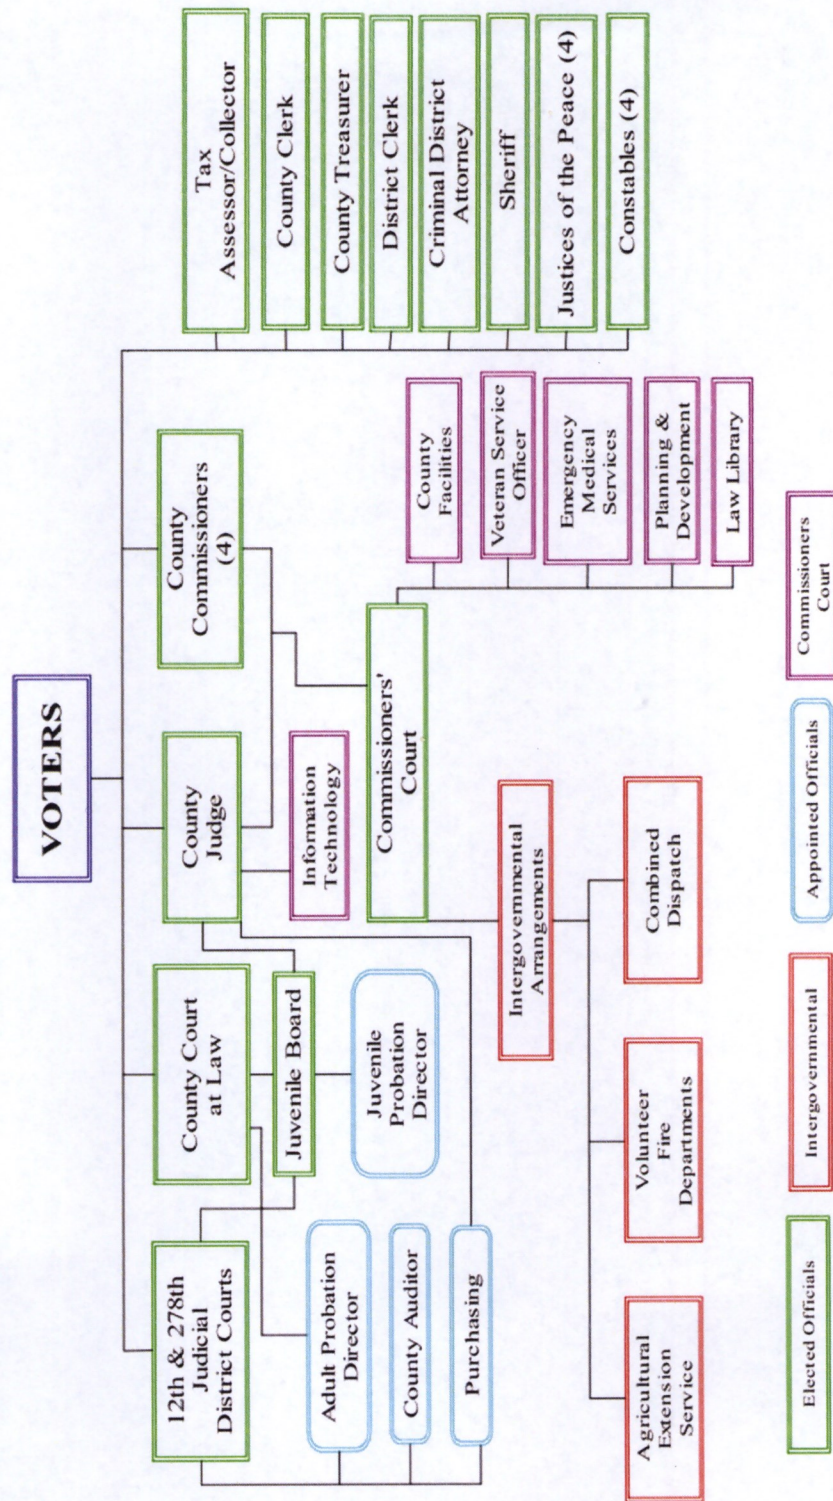 VOTERS
12th & 278th
Judicial
District Courts
County Court
at Law
County
Judge
County
Commissioners
(4)
Tax
Assessor/Collector
County Clerk
County Treasurer
District Clerk
Criminal District
Attorney
Sheriff
Justices of the Peace (4)
Constables (4)
Juvenile Board
Information
Technology
Adult Probation
Director
Juvenile
Probation
Director
County Auditor
Purchasing
Commissioners'
Court
County
Facilities
Veteran Service
Officer
Emergency
Medical
Services
Planning &
Development
Law Library
Intergovernmental
Arrangements
Agricultural
Extension
Service
Volunteer
Fire
Departments
Combined
Dispatch
Elected Officials
Intergovernmental
Appointed Officials
Commissioners
Court